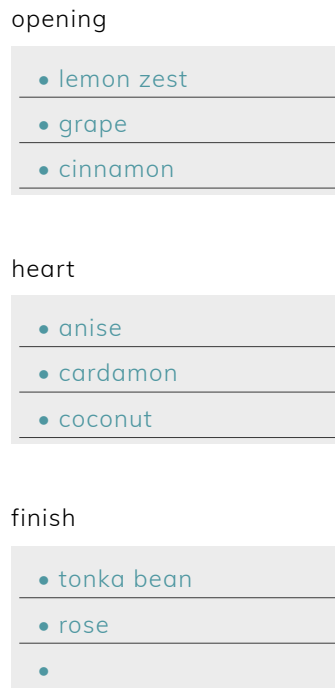 opening
• lemon zest
• grape
• cinnamon
heart
• anise
• cardamon
• coconut
finish
• tonka bean
• rose
•